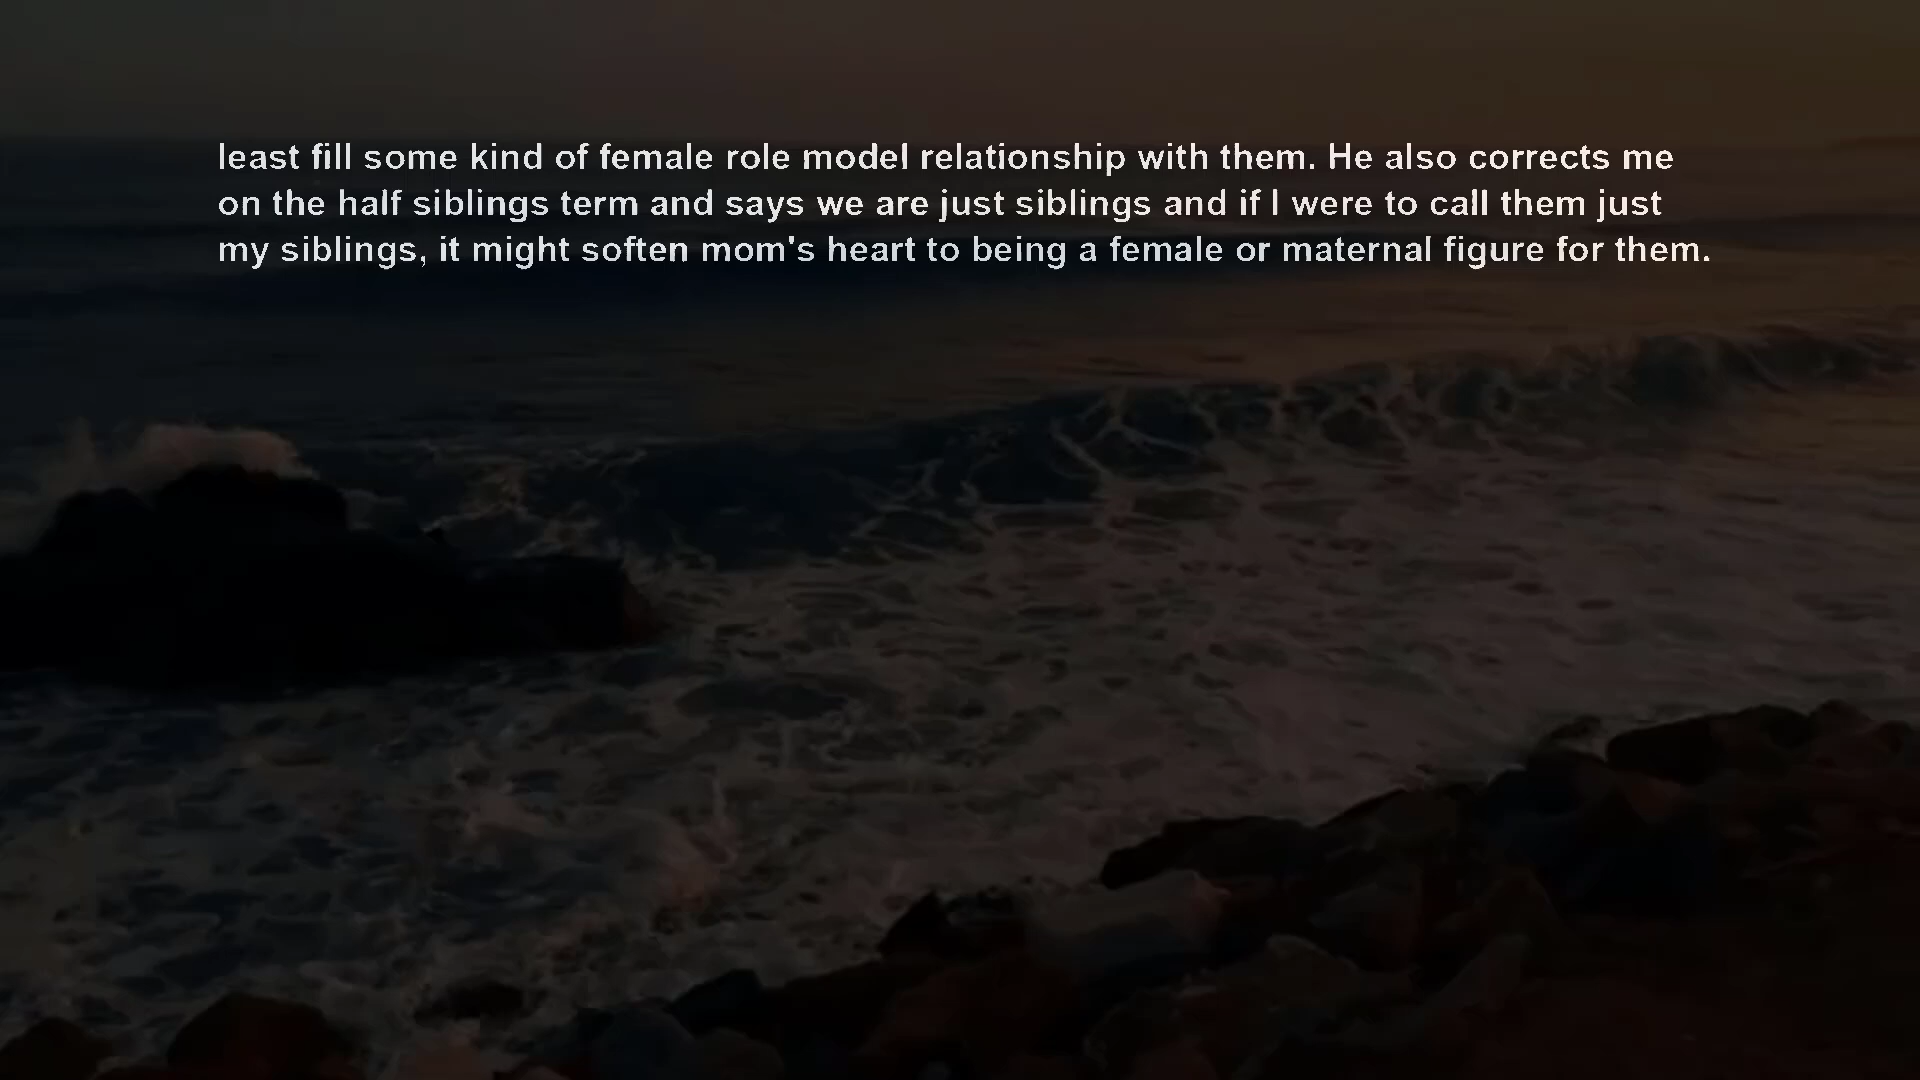 least fill some kind of female role model relationship with them. He also corrects me
on the half siblings term and says we are just siblings and if I were to call them just
my siblings, it might soften mom's heart to being a female or maternal figure for them.